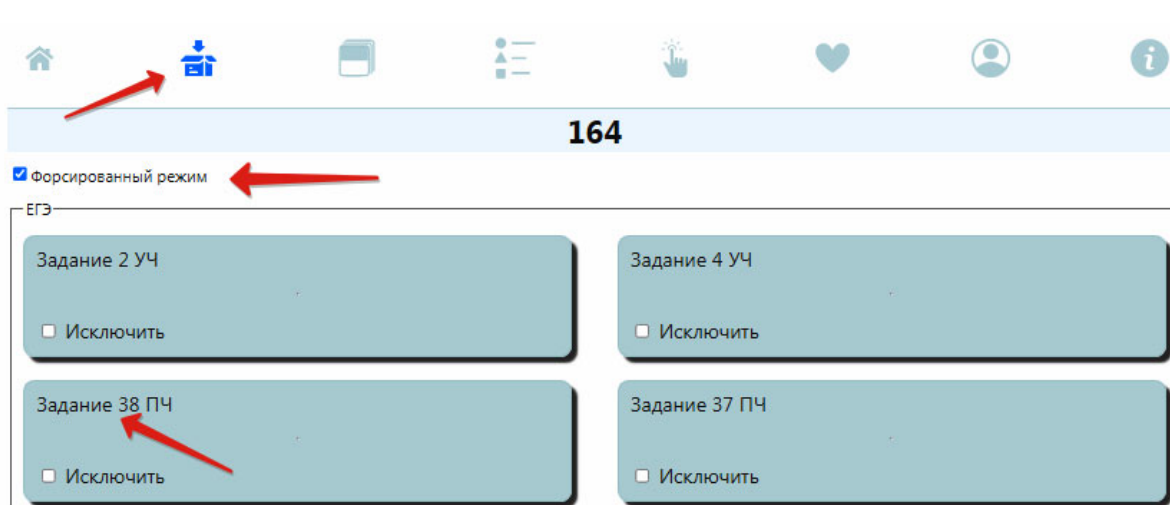 164
Форсированный режим
ЕГЭ
Задание 2 УЧ
Задание 4 УЧ
Исключить
Исключить
Задание 38 ПЧ
Задание 37 ПЧ
Исключить
Исключить